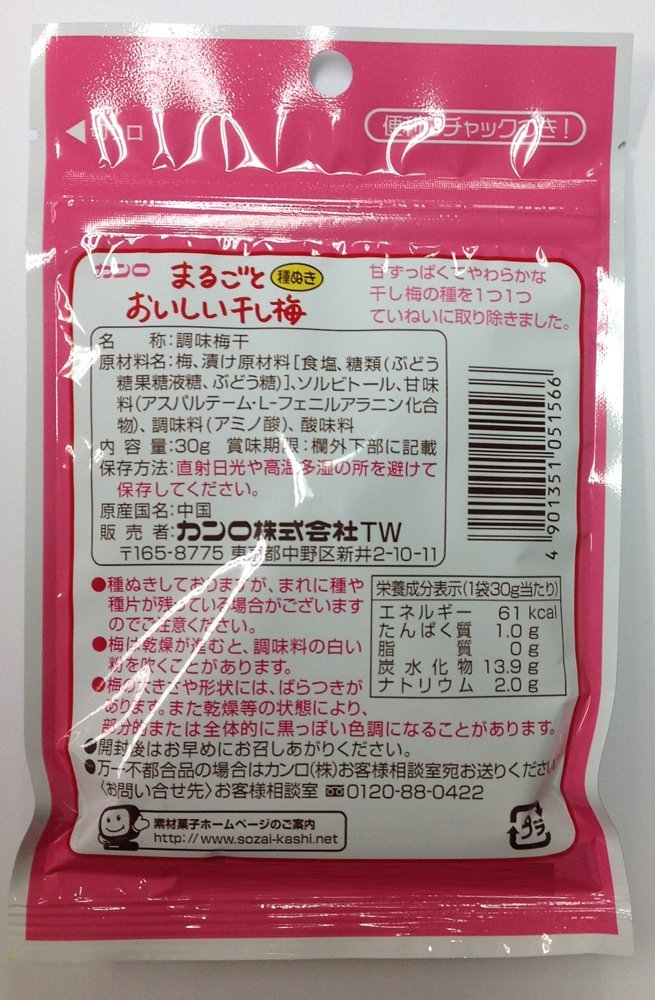 便利なチャックつき!
カンロ
まるごと
種ぬき
おいしい干し梅
甘ずっぱくてやわらかな
干し梅の種を1つ1つ
ていねいに取り除きました。
名 称:調味梅干
原材料名:梅、漬け原材料[食塩、糖類(ぶどう
糖果糖液糖、ぶどう糖)]、ソルビトール、甘味
料(アスパルテーム・L-フェニルアラニン化合
物)、調味料(アミノ酸)、酸味料
内 容 量:30g 賞味期限:欄外下部に記載
保存方法:直射日光や高温多湿の所を避けて
保存してください。
原産国名:中国
販 売 者:カンロ株式会社TW
〒165-8775 東京都中野区新井2-10-11
4 901351 051566
●種ぬきしておりますが、まれに種や
種片が残っている場合がございます
のでご注意ください。
●梅は乾燥が進むと、調味料の白い
粉を吹くことがあります。
●梅の大きさや形状には、ばらつきが
あります。また乾燥等の状態により、
部分的または全体的に黒っぽい色調になることがあります。
栄養成分表示(1袋30g当たり)
エネルギー 61 kcal
たんぱく質 1.0 g
脂 質 0 g
炭水化物 13.9 g
ナトリウム 2.0 g
●開封後はお早めにお召しあがりください。
●万一不都合品の場合はカンロ(株)お客様相談室宛お送りください
〈お問い合せ先〉お客様相談室 0120-88-0422
素材菓子ホームページのご案内
http://www.sozai-kashi.net
プラ